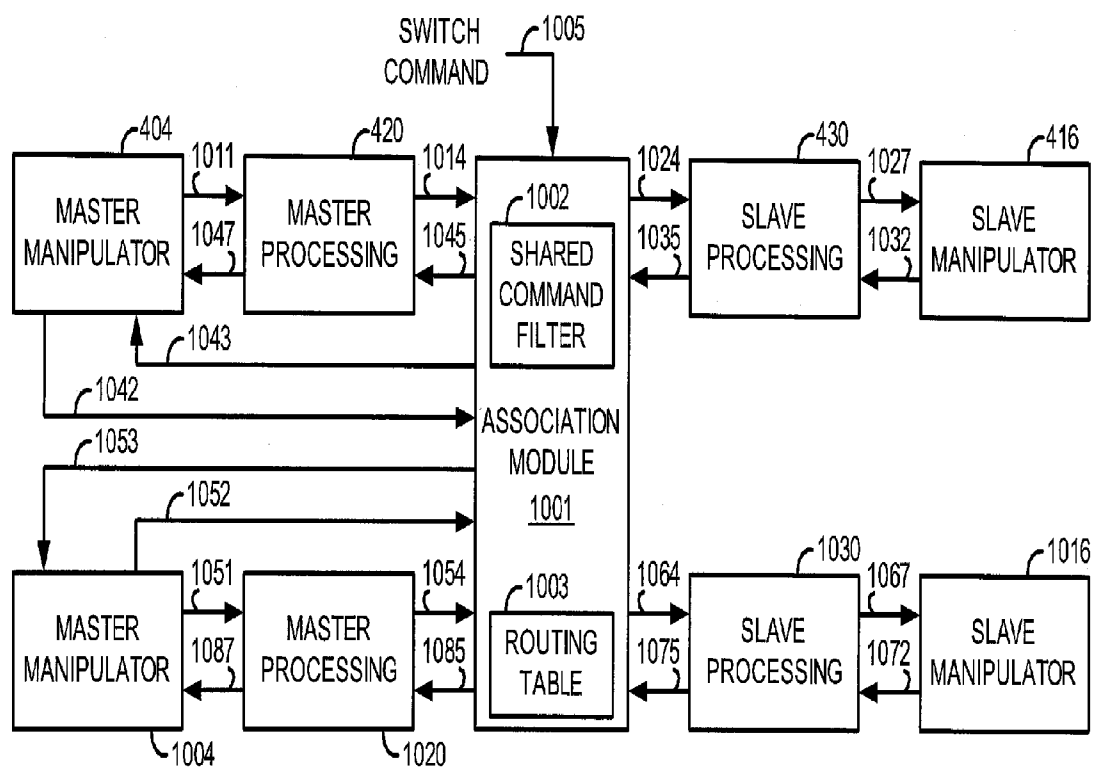 SWITCH
COMMAND
1005
404
1011
420
1014
1024
430
1027
416
MASTER
MANIPULATOR
1047
MASTER
PROCESSING
1045
1002
SHARED
COMMAND
FILTER
1035
SLAVE
PROCESSING
1032
SLAVE
MANIPULATOR
1043
1042
1053
1052
ASSOCIATION
MODULE
1001
1051
1054
1003
1064
1030
1067
1016
MASTER
MANIPULATOR
1087
MASTER
PROCESSING
1085
ROUTING
TABLE
1075
SLAVE
PROCESSING
1072
SLAVE
MANIPULATOR
1004
1020